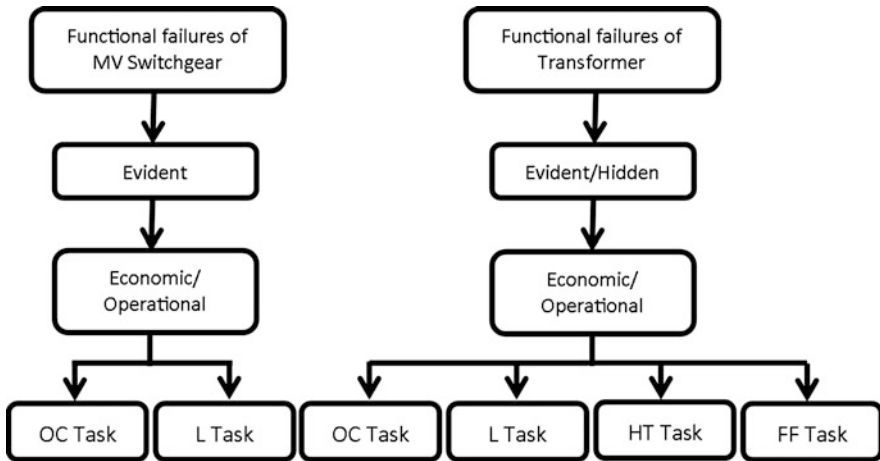 Functional failures of
MV Switchgear
Evident
Economic/
Operational
OC Task
L Task
Functional failures of
Transformer
Evident/Hidden
Economic/
Operational
OC Task
L Task
HT Task
FF Task